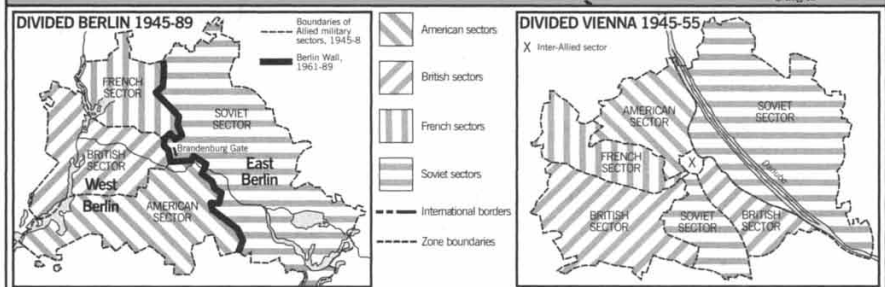 DIVIDED BERLIN 1945-89
Boundaries of
Allied military
sectors, 1945-8
Berlin Wall,
1961-89
FRENCH
SECTOR
SOVIET
SECTOR
Brandenburg Gate
BRITISH
SECTOR
East
Berlin
West
Berlin
AMERICAN
SECTOR
American sectors
British sectors
French sectors
Soviet sectors
International borders
Zone boundaries
DIVIDED VIENNA 1945-55
X Inter-Allied sector
AMERICAN
SECTOR
SOVIET
SECTOR
FRENCH
SECTOR
X
Danube
BRITISH
SECTOR
SOVIET
SECTOR
BRITISH
SECTOR